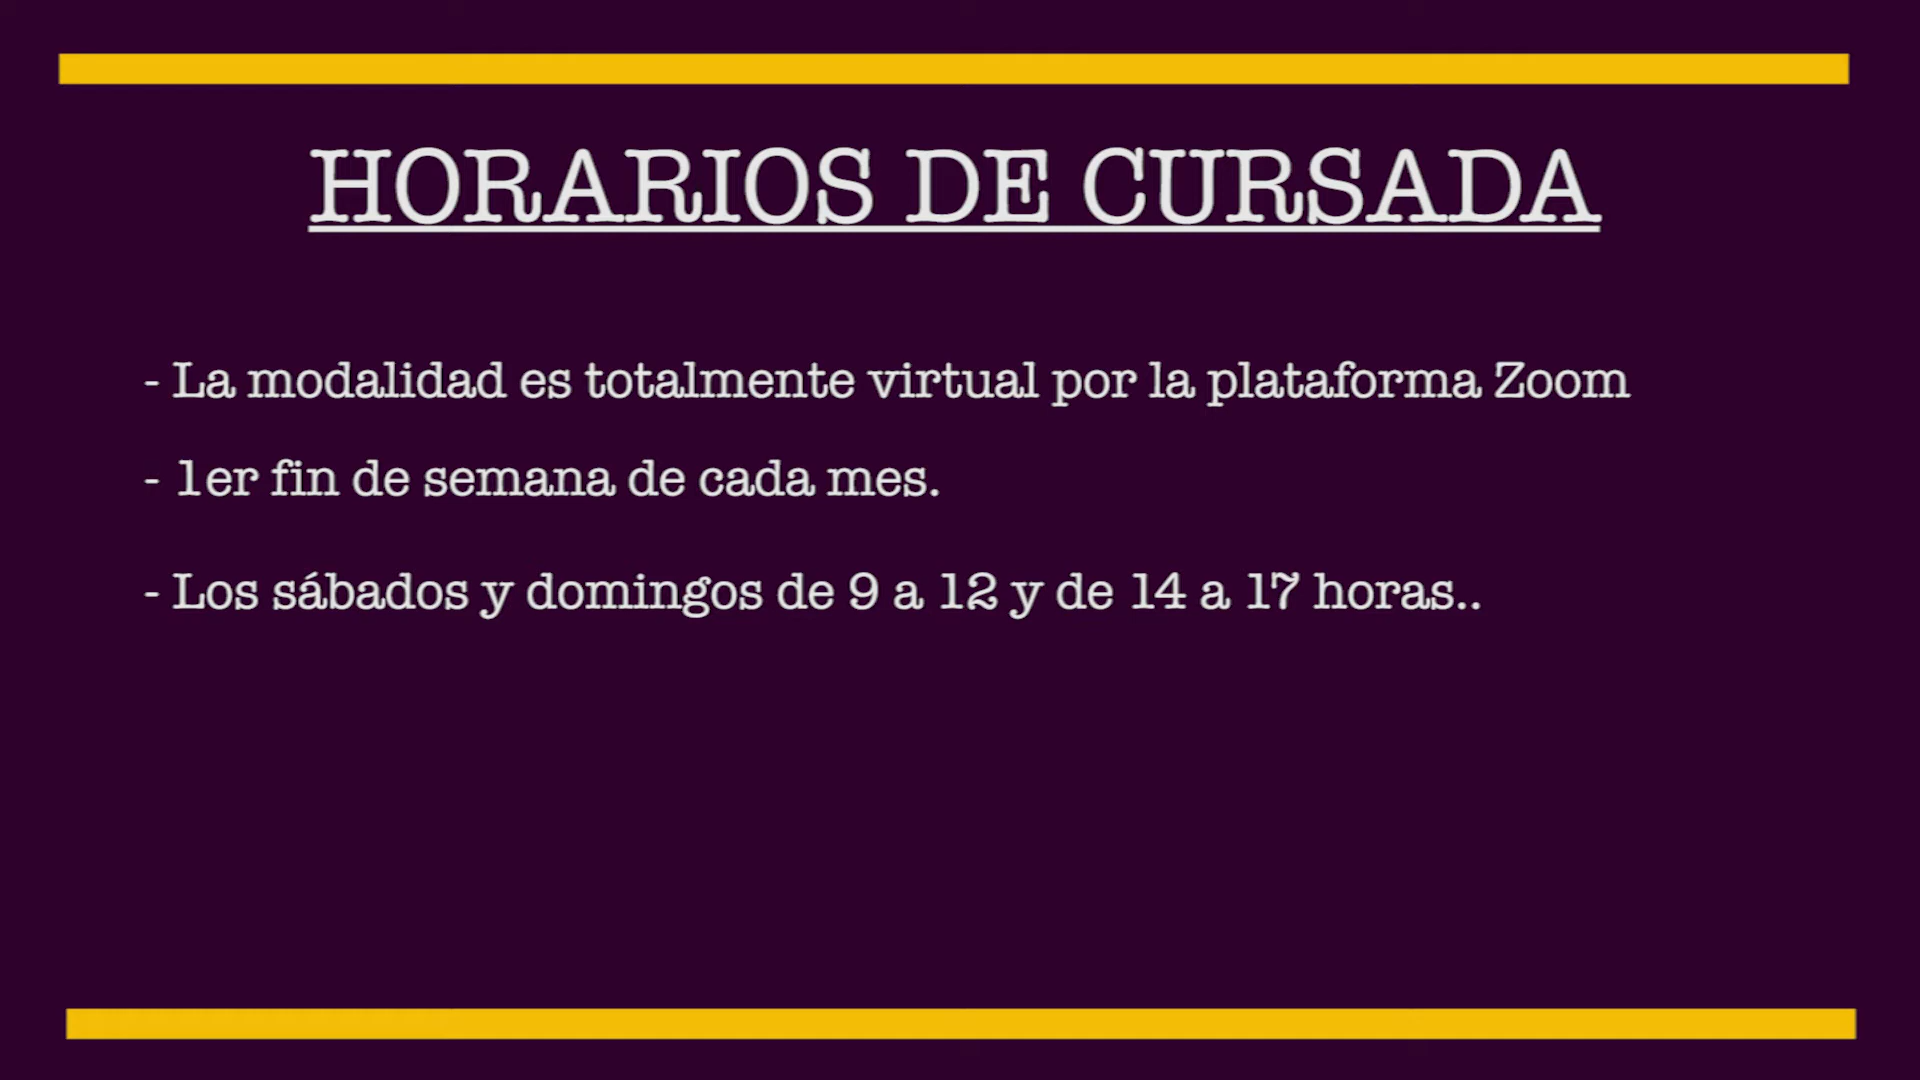 HORARIOS DE CURSADA
- La modalidad es totalmente virtual por la plataforma Zoom
- 1er fin de semana de cada mes.
- Los sábados y domingos de 9 a 12 y de 14 a 17 horas..